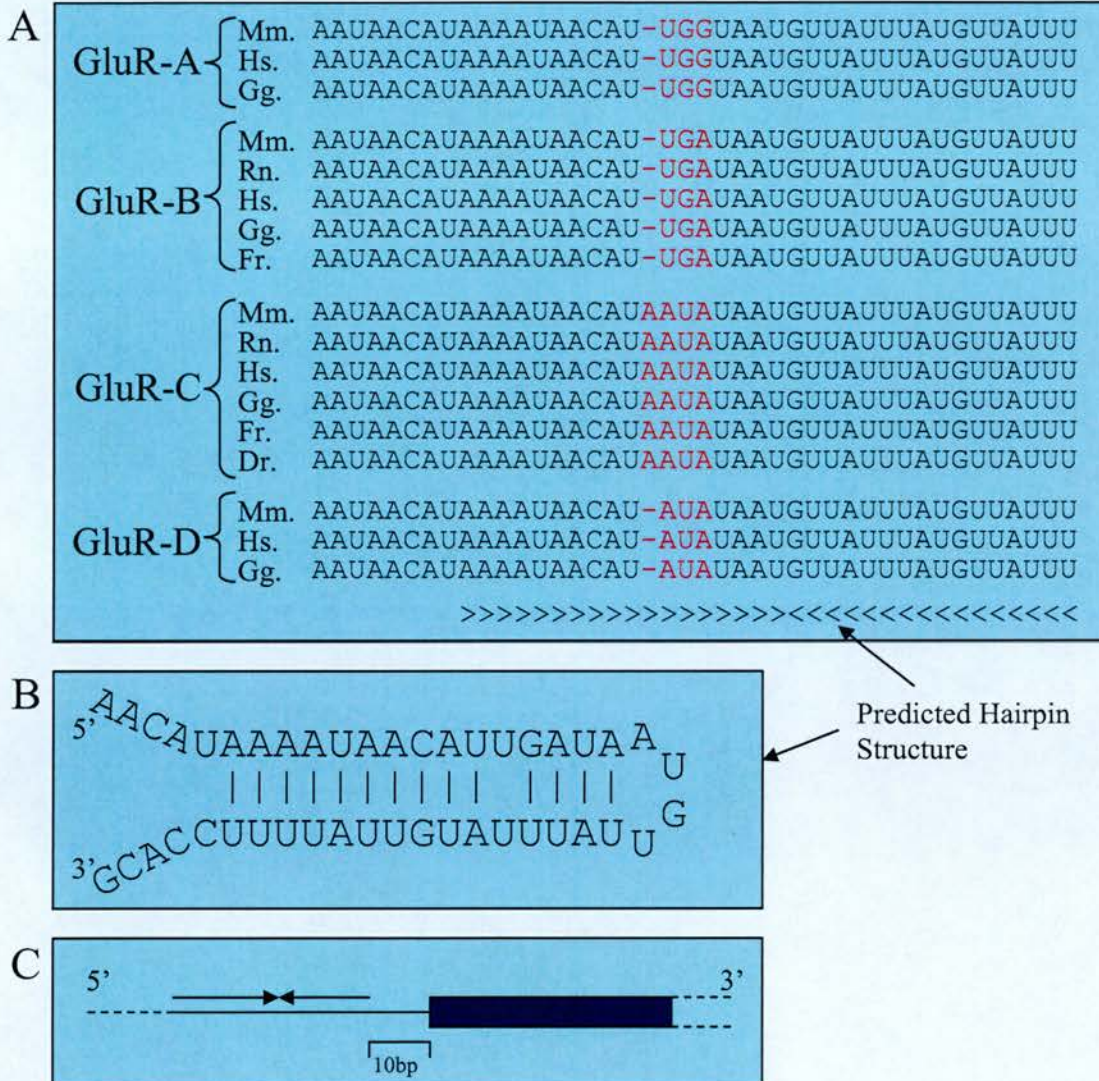 A
GluR-A
Mm. AAUAACAUAAAAUAACAU-UGGUAAUGUUAUUUAUGUUAUUU
Hs. AAUAACAUAAAAUAACAU-UGGUAAUGUUAUUUAUGUUAUUU
Gg. AAUAACAUAAAAUAACAU-UGGUAAUGUUAUUUAUGUUAUUU
GluR-B
Mm. AAUAACAUAAAAUAACAU-UGAUAAUGUUAUUUAUGUUAUUU
Rn. AAUAACAUAAAAUAACAU-UGAUAAUGUUAUUUAUGUUAUUU
Hs. AAUAACAUAAAAUAACAU-UGAUAAUGUUAUUUAUGUUAUUU
Gg. AAUAACAUAAAAUAACAU-UGAUAAUGUUAUUUAUGUUAUUU
Fr. AAUAACAUAAAAUAACAU-UGAUAAUGUUAUUUAUGUUAUUU
GluR-C
Mm. AAUAACAUAAAAUAACAUAAUAUAAUGUUAUUUAUGUUAUUU
Rn. AAUAACAUAAAAUAACAUAAUAUAAUGUUAUUUAUGUUAUUU
Hs. AAUAACAUAAAAUAACAUAAUAUAAUGUUAUUUAUGUUAUUU
Gg. AAUAACAUAAAAUAACAUAAUAUAAUGUUAUUUAUGUUAUUU
Fr. AAUAACAUAAAAUAACAUAAUAUAAUGUUAUUUAUGUUAUUU
Dr. AAUAACAUAAAAUAACAUAAUAUAAUGUUAUUUAUGUUAUUU
GluR-D
Mm. AAUAACAUAAAAUAACAU-AUAUAAUGUUAUUUAUGUUAUUU
Hs. AAUAACAUAAAAUAACAU-AUAUAAUGUUAUUUAUGUUAUUU
Gg. AAUAACAUAAAAUAACAU-AUAUAAUGUUAUUUAUGUUAUUU
>>>>>>>>>>>>>>>>>><<<<<<<<<<<<<<<<
Predicted Hairpin
Structure
B
5’ AACAUAAAAUAACAUUGAUAAU
G
3’ GCACCUUUUAUUGUAUUUAUU
C
5’ 3’
10bp